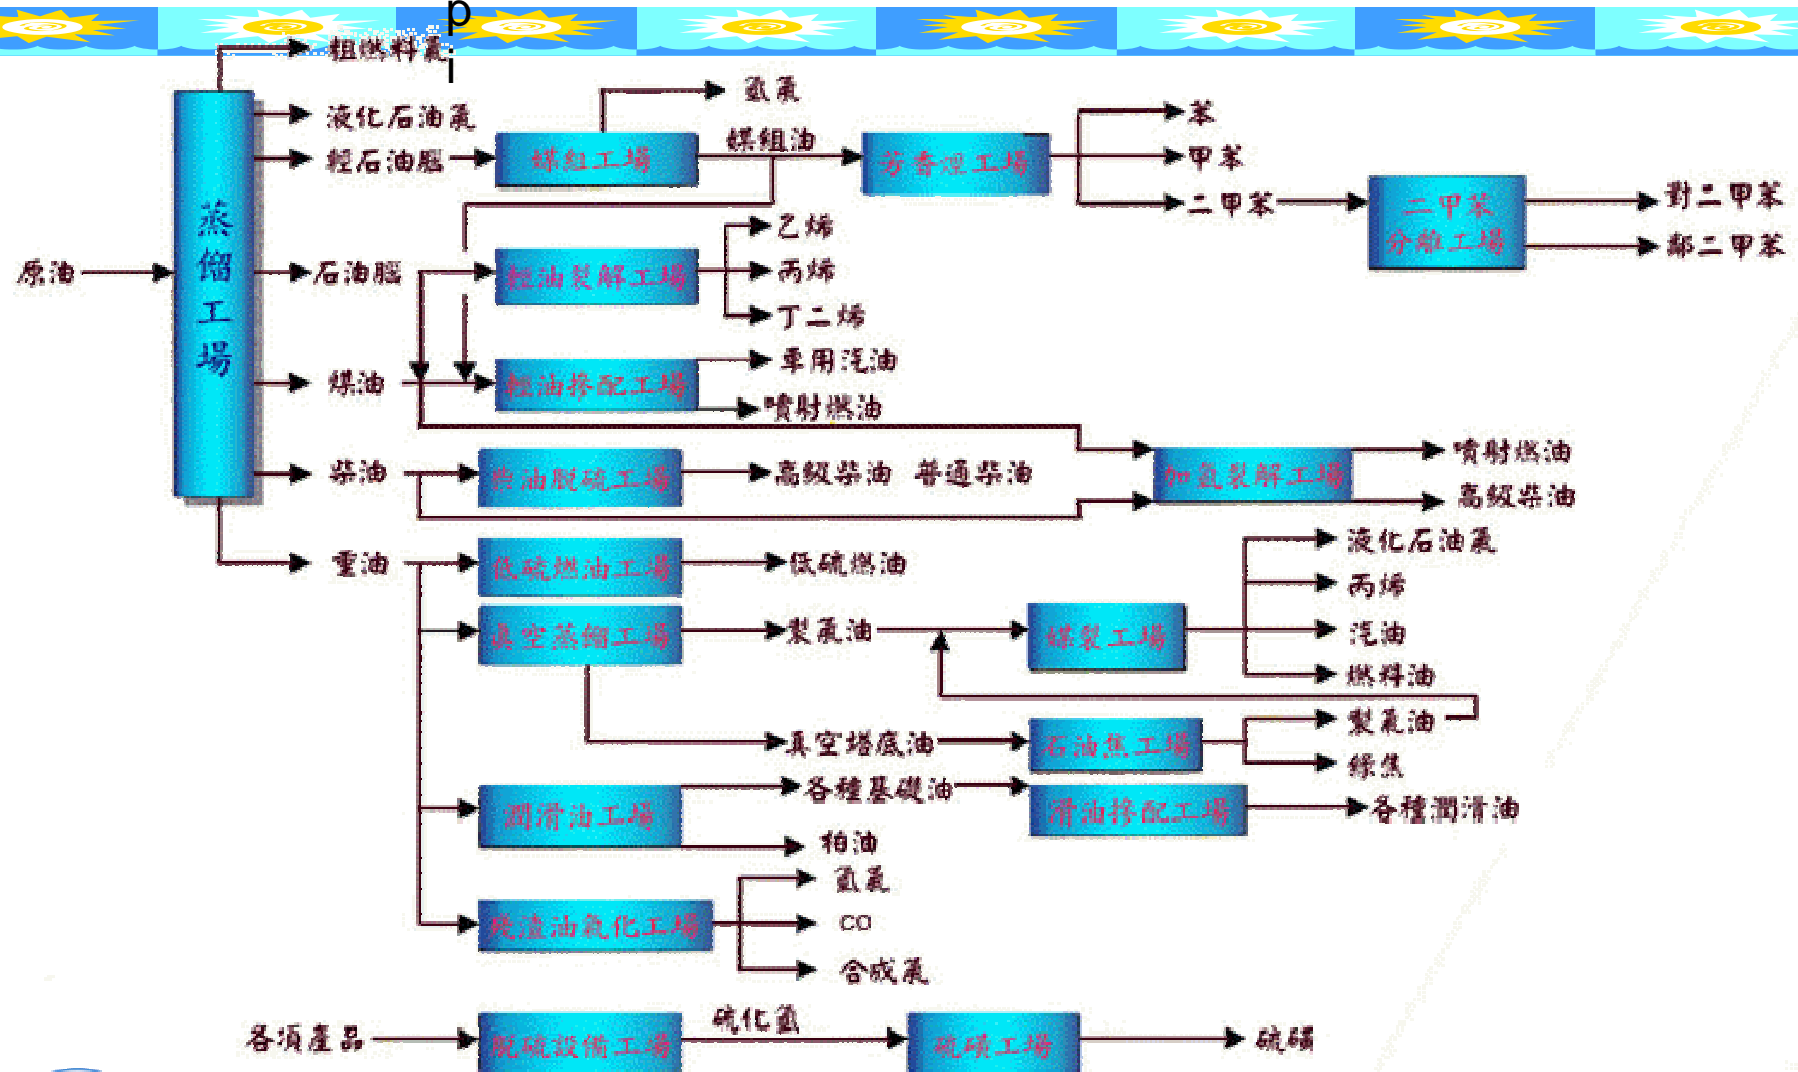 p
i
粗燃料氣
液化石油氣
氫氣
輕石油腦
媒組工場
媒組油
芳香烴工場
苯
甲苯
二甲苯
二甲苯
分離工場
對二甲苯
鄰二甲苯
原油
蒸餾工場
石油腦
輕油裂解工場
乙烯
丙烯
丁二烯
煤油
輕油摻配工場
車用汽油
噴射燃油
柴油
柴油脫硫工場
高級柴油 普通柴油
加氫裂解工場
噴射燃油
高級柴油
重油
低硫燃油工場
低硫燃油
真空蒸餾工場
製氣油
媒裂工場
液化石油氣
丙烯
汽油
燃料油
真空塔底油
石油焦工場
製氣油
綠焦
潤滑油工場
各種基礎油
滑油摻配工場
各種潤滑油
柏油
殘渣油氣化工場
氫氣
CO
合成氣
各項產品
脫硫設備工場
硫化氫
硫磺工場
硫磺